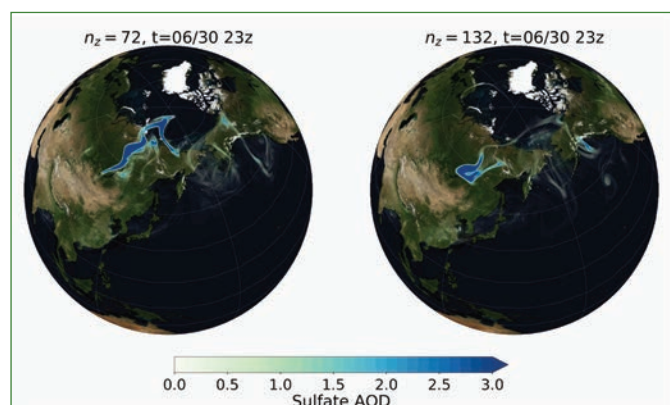 n_z = 72, t=06/30 23z
n_z = 132, t=06/30 23z
0.0 0.5 1.0 1.5 2.0 2.5 3.0
Sulfate AOD